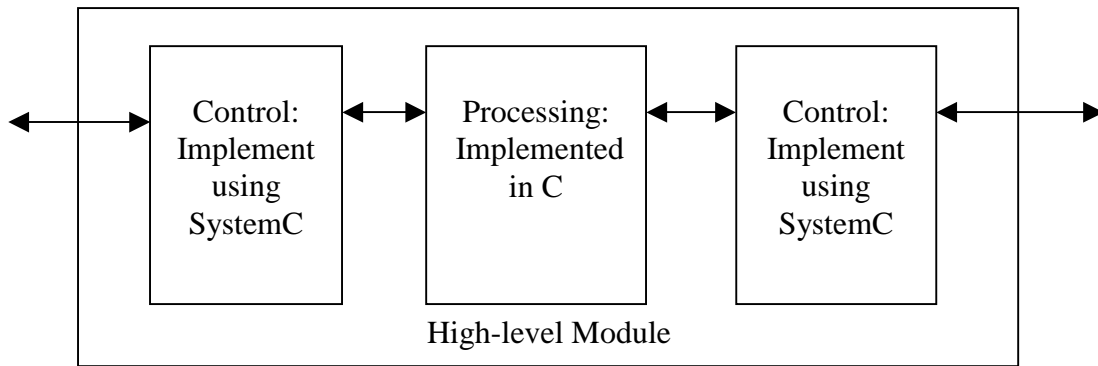 Control:
Implement
using
SystemC
Processing:
Implemented
in C
Control:
Implement
using
SystemC
High-level Module